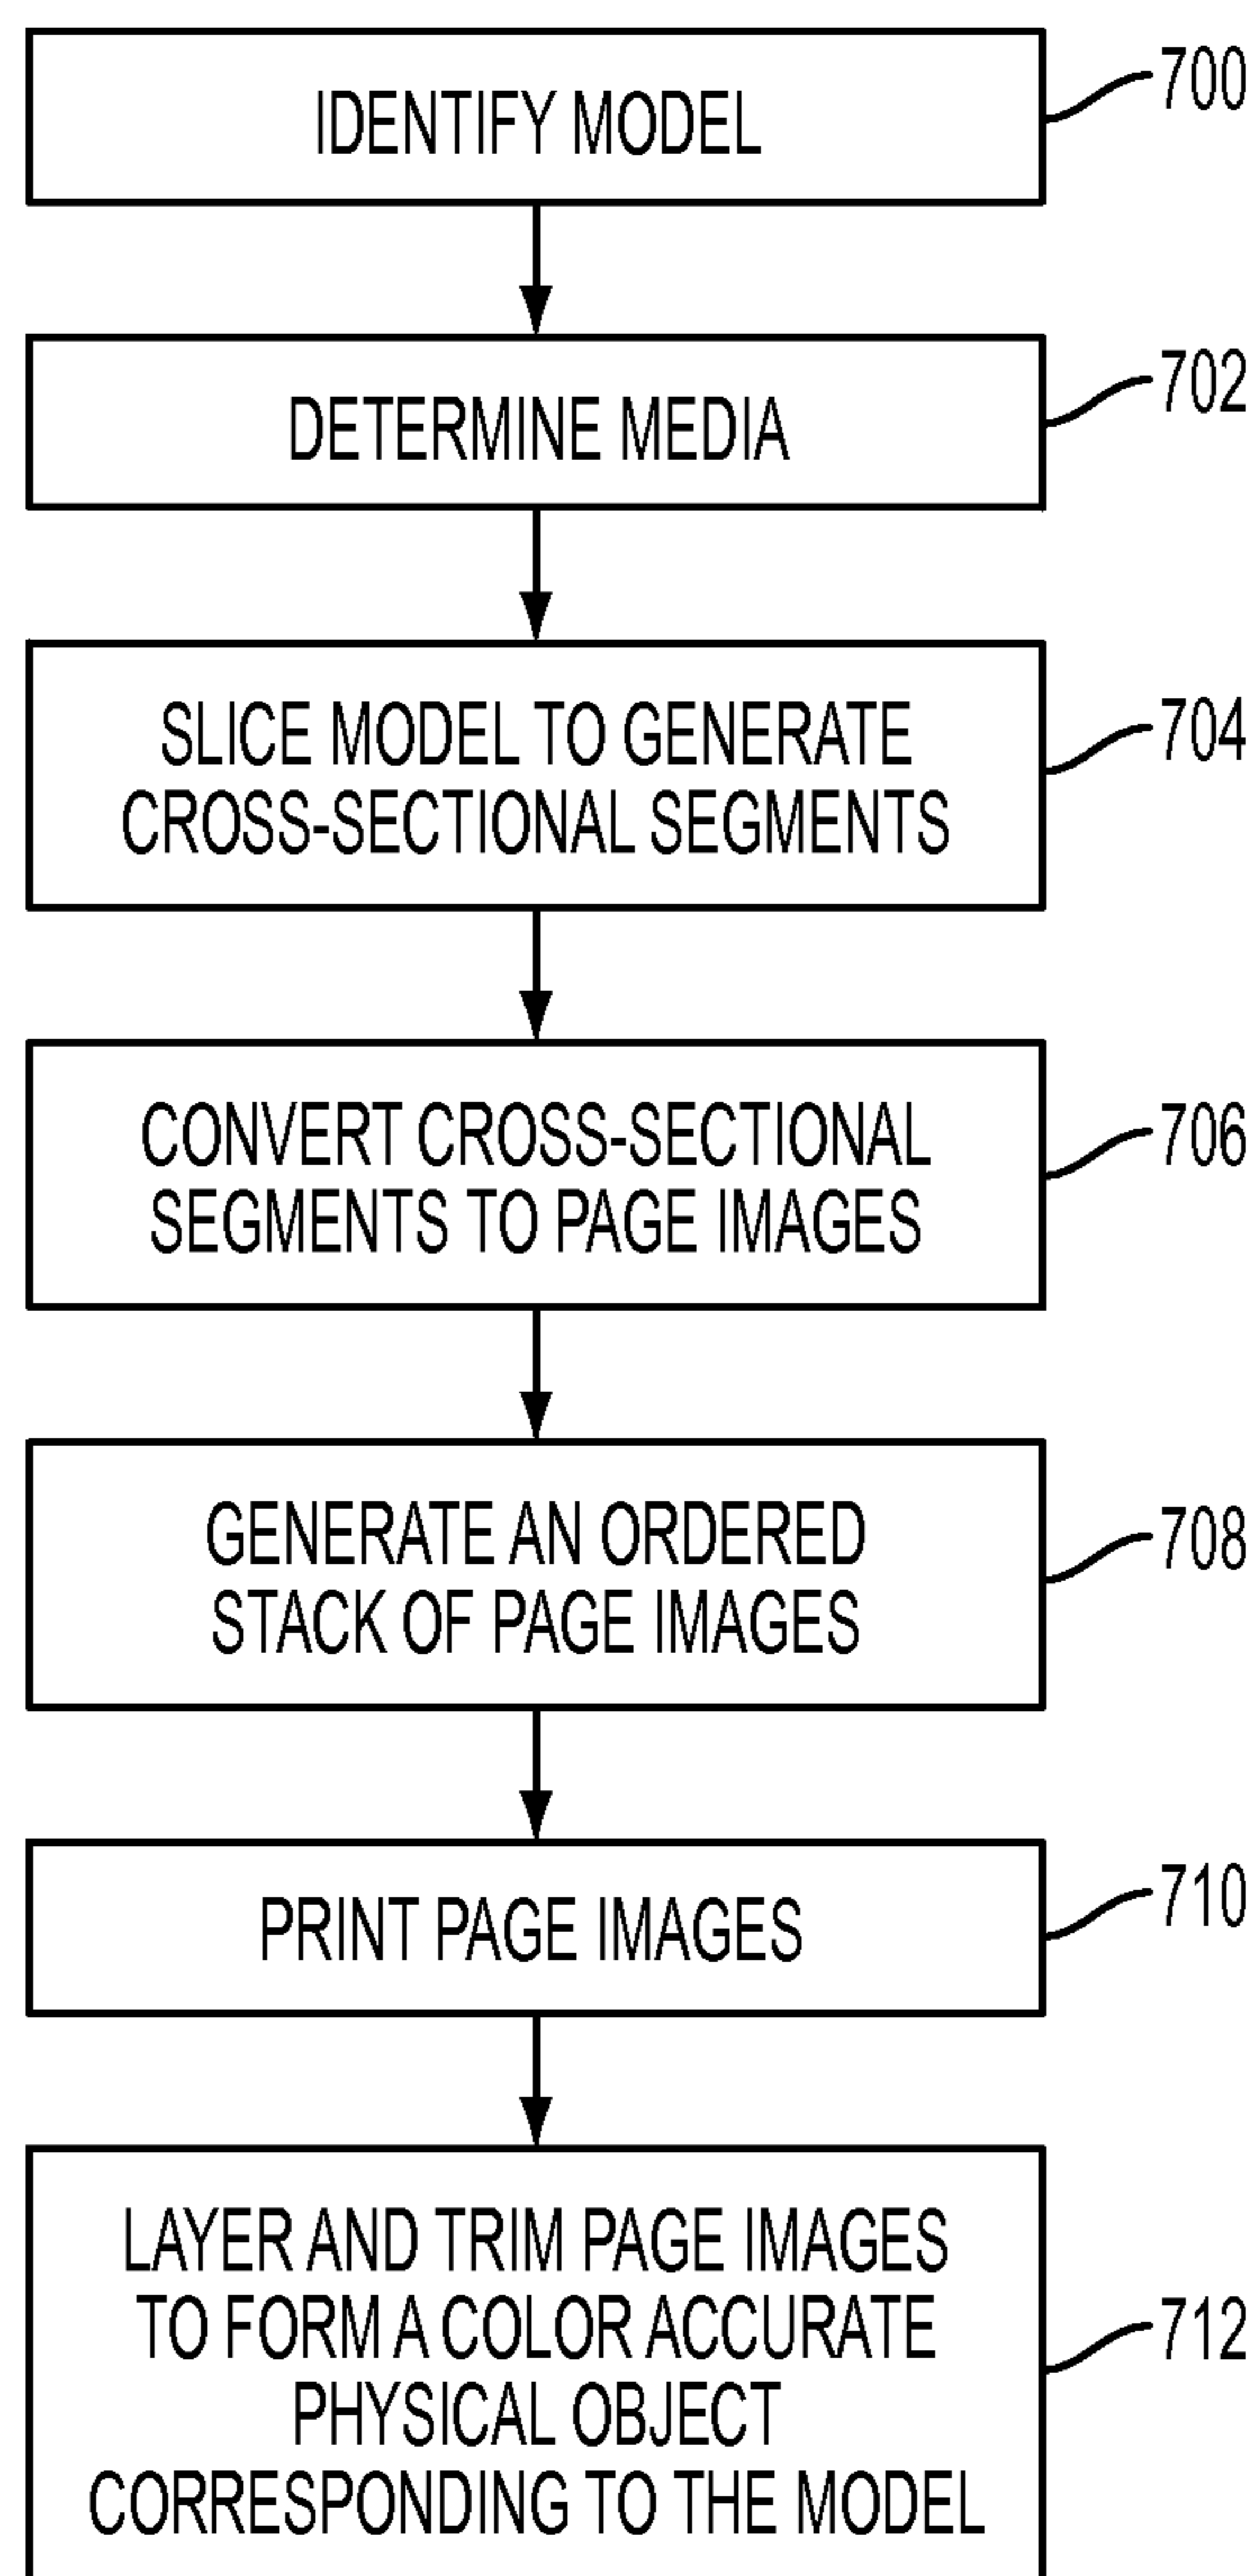 IDENTIFY MODEL
700
DETERMINE MEDIA
702
SLICE MODEL TO GENERATE
CROSS-SECTIONAL SEGMENTS
704
CONVERT CROSS-SECTIONAL
SEGMENTS TO PAGE IMAGES
706
GENERATE AN ORDERED
STACK OF PAGE IMAGES
708
PRINT PAGE IMAGES
710
LAYER AND TRIM PAGE IMAGES
TO FORM A COLOR ACCURATE
PHYSICAL OBJECT
CORRESPONDING TO THE MODEL
712